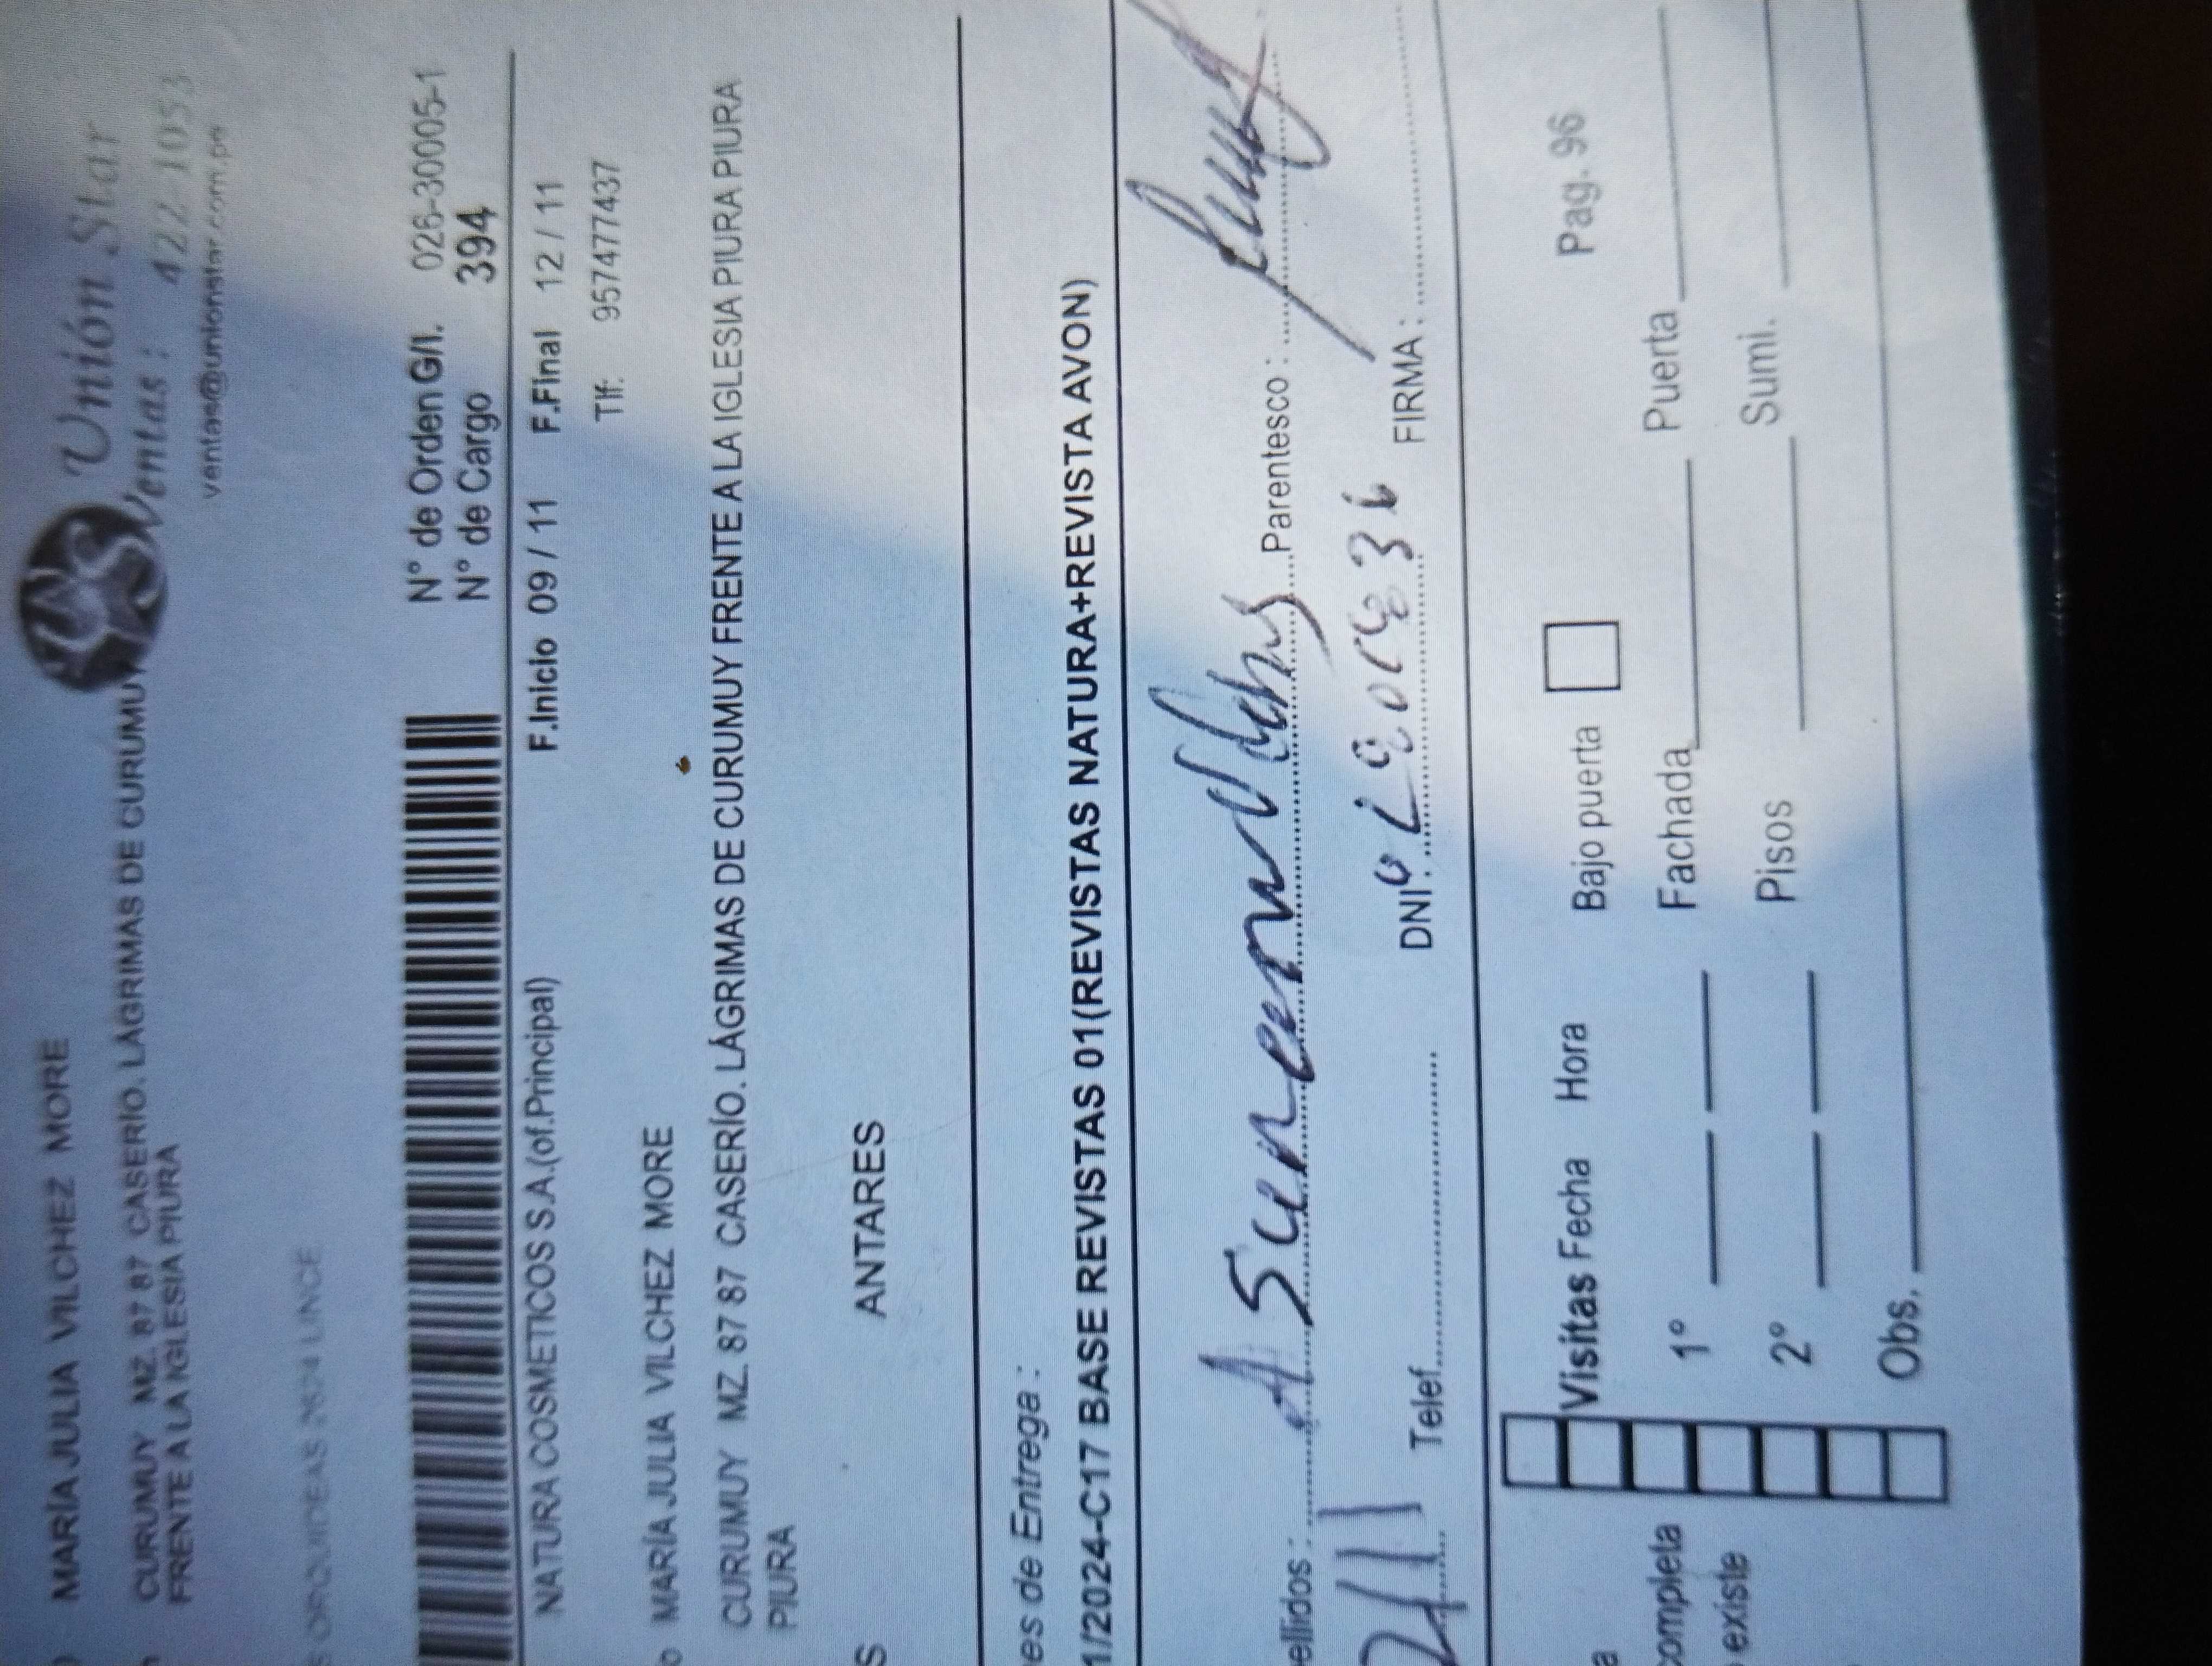 MARÍA JULIA VILCHEZ MORE
Unión Star
CURUMUY MZ. 87 87 CASERÍO. LÁGRIMAS DE CURUMUY
Ventas : 422-1053
FRENTE A LA IGLESIA PIURA
ventas@unionstar.com.pe
ORQUIDEAS 2624 LINCE
N° de Orden G/I. 026-30005-1
N° de Cargo 394
NATURA COSMETICOS S.A.(of.Principal) F.Inicio 09 / 11 F.Final 12 / 11
Tlf: 957477437
MARÍA JULIA VILCHEZ MORE
CURUMUY MZ. 87 87 CASERÍO. LÁGRIMAS DE CURUMUY FRENTE A LA IGLESIA PIURA PIURA
PIURA
S ANTARES
es de Entrega :
1/2024-C17 BASE REVISTAS 01(REVISTAS NATURA+REVISTA AVON)
ellidos : Parentesco :
Telef. DNI : FIRMA :
a Visitas Fecha Hora Bajo puerta Pag. 96
completa 1° Fachada Puerta
existe 2° Pisos Sumi.
Obs.